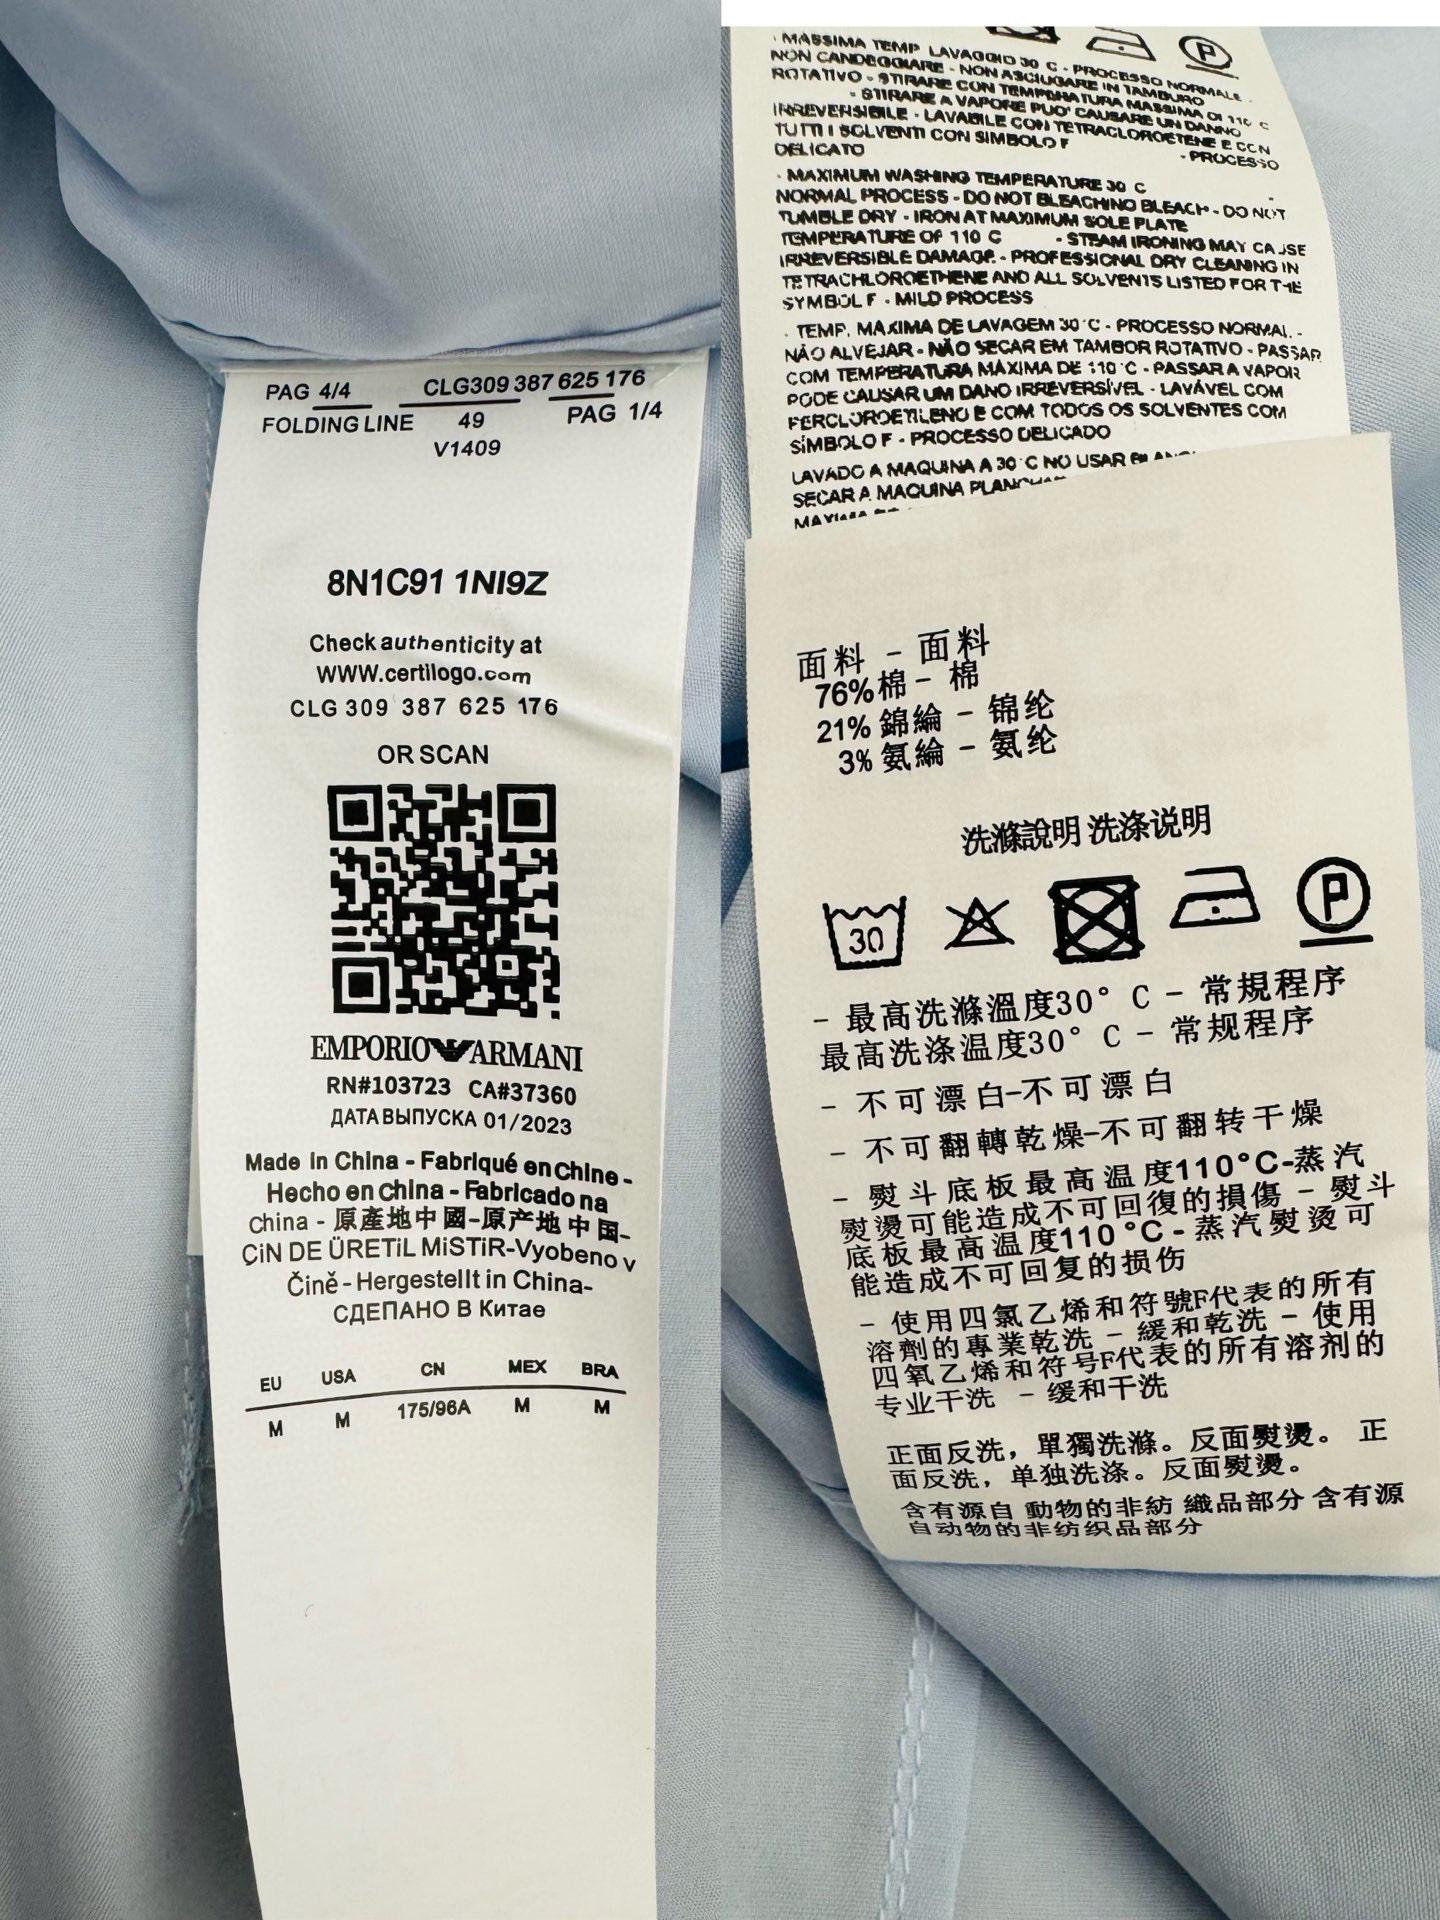 PAG 4/4 CLG309 387 625 176
FOLDING LINE 49 PAG 1/4
V1409
8N1C91 1NI9Z
Check authenticity at
WWW.certilogo.com
CLG 309 387 625 176
OR SCAN
EMPORIO ARMANI
RN#103723 CA#37360
ДАТА ВЫПУСКА 01/2023
Made in China - Fabriqué en chine -
Hecho en china - Fabricado na
china - 原產地中國-原产地中国-
ÇiN DE ÜRETiL MiSTiR-Vyobeno v
Čině - Hergestellt in China-
СДЕПАНО В Китае
EU USA CN MEX BRA
M M 175/96A M M
- MASSIMA TEMP LAVAGGIO 30 C - PROCESSO NORMALE -
NON CANDEGGIARE - NON ASCIUGARE IN TAMBURO
ROTATIVO - STIRARE CON TEMPERATURA MASSIMA DI 110 C
- STIRARE A VAPORE PUO' CAUSARE UN DANNO
IRREVERSIBILE - LAVABILE CON TETRACLOROETENE E CON
TUTTI I SOLVENTI CON SIMBOLO F - PROCESSO
DELICATO
- MAXIMUM WASHING TEMPERATURE 30 C
NORMAL PROCESS - DO NOT BLEACHINO BLEACH - DO NOT
TUMBLE DRY - IRON AT MAXIMUM SOLE PLATE
TEMPERATURE OF 110 C - STEAM IRONING MAY CAUSE
IRREVERSIBLE DAMAGE - PROFESSIONAL DRY CLEANING IN
TETRACHLOROETHENE AND ALL SOLVENTS LISTED FOR THE
SYMBOL F - MILD PROCESS
- TEMP. MAXIMA DE LAVAGEM 30°C - PROCESSO NORMAL -
NÃO ALVEJAR - NÃO SECAR EM TAMBOR ROTATIVO - PASSAR
COM TEMPERATURA MÁXIMA DE 110°C - PASSAR A VAPOR
PODE CAUSAR UM DANO IRREVERSÍVEL - LAVÁVEL COM
PERCLOROETILENO E COM TODOS OS SOLVENTES COM
SÍMBOLO F - PROCESSO DELICADO
LAVADO A MAQUINA A 30°C NO USAR
SECAR A MAQUINA
P
面料 - 面料
76%棉 - 棉
21% 錦綸 - 锦纶
3% 氨綸 - 氨纶
洗滌說明 洗涤说明
30 P
- 最高洗滌溫度30° C - 常規程序
最高洗涤温度30° C - 常规程序
- 不可漂白-不可漂白
- 不可翻轉乾燥-不可翻转干燥
- 熨斗底板最高温度110°C-蒸汽
熨燙可能造成不可回復的損傷 - 熨斗
底板最高温度110°C - 蒸汽熨烫可
能造成不可回复的损伤
- 使用四氯乙烯和符號F代表的所有
溶劑的專業乾洗 - 緩和乾洗 - 使用
四氧乙烯和符号F代表的所有溶剂的
专业干洗 - 缓和干洗
正面反洗，單獨洗滌。反面熨燙。 正
面反洗，单独洗涤。反面熨烫。
含有源自 動物的非紡 織品部分 含有源
自动物的非纺织品部分